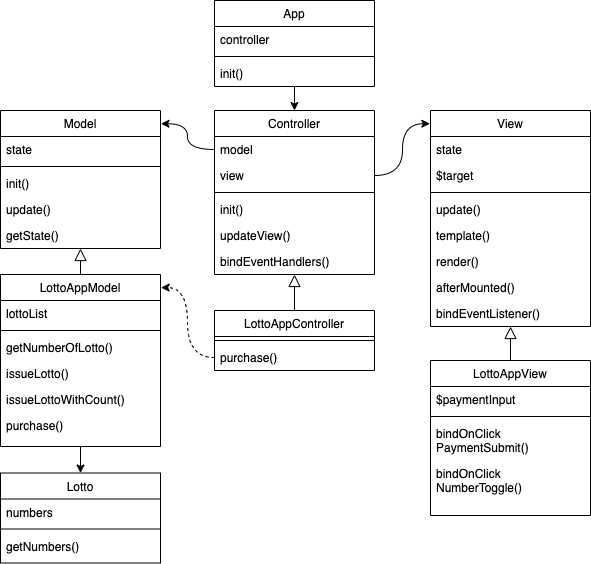 App
controller
init()
Model
state
init()
update()
getState()
Controller
model
view
init()
updateView()
bindEventHandlers()
View
state
$target
update()
template()
render()
afterMounted()
bindEventListener()
LottoAppModel
lottoList
getNumberOfLotto()
issueLotto()
issueLottoWithCount()
purchase()
LottoAppController
purchase()
LottoAppView
$paymentInput
bindOnClick
PaymentSubmit()
bindOnClick
NumberToggle()
Lotto
numbers
getNumbers()